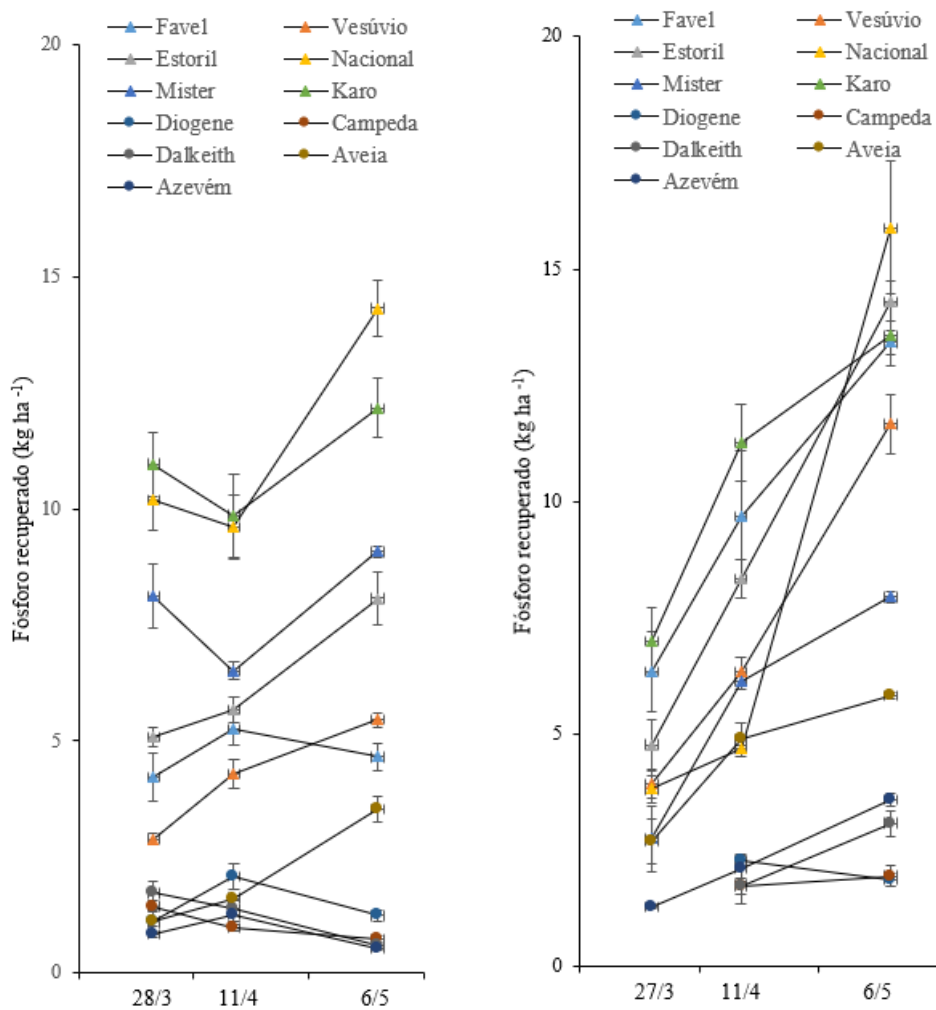 Favel Vesúvio
Estoril Nacional
Mister Karo
Diogene Campeda
Dalkeith Aveia
Azevém
20
15
10
5
0
Fósforo recuperado (kg ha ⁻¹)
28/3 11/4 6/5
Favel Vesúvio
Estoril Nacional
Mister Karo
Diogene Campeda
Dalkeith Aveia
Azevém
20
15
10
5
0
Fósforo recuperado (kg ha ⁻¹)
27/3 11/4 6/5